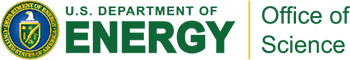 U.S. DEPARTMENT OF
ENERGY
Office of
Science